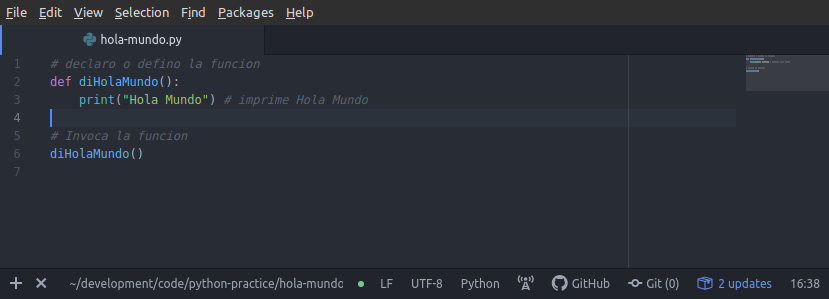 File Edit View Selection Find Packages Help
hola-mundo.py
1 # declaro o defino la funcion
2 def diHolaMundo():
3     print("Hola Mundo") # imprime Hola Mundo
4
5 # Invoca la funcion
6 diHolaMundo()
7
~/development/code/python-practice/hola-mundo LF UTF-8 Python GitHub Git (0) 2 updates 16:38